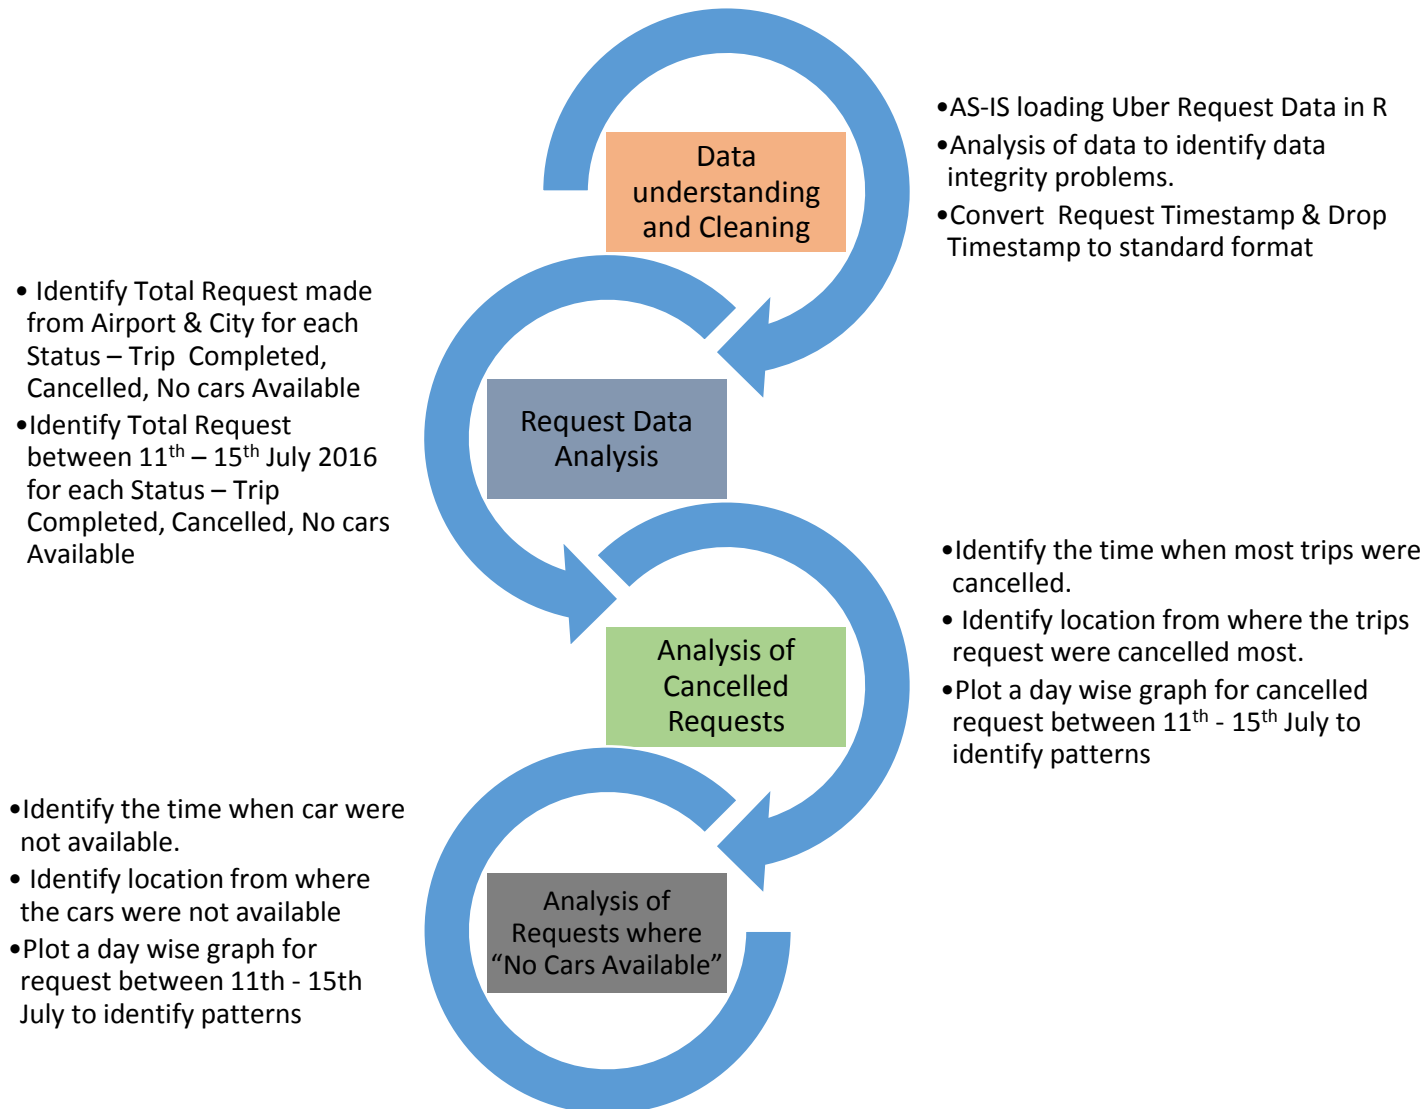 Data
understanding
and Cleaning
•AS-IS loading Uber Request Data in R
•Analysis of data to identify data
integrity problems.
•Convert  Request Timestamp & Drop
Timestamp to standard format
• Identify Total Request made
from Airport & City for each
Status – Trip  Completed,
Cancelled, No cars Available
•Identify Total Request
between 11th – 15th July 2016
for each Status – Trip
Completed, Cancelled, No cars
Available
Request Data
Analysis
Analysis of
Cancelled
Requests
•Identify the time when most trips were
cancelled.
• Identify location from where the trips
request were cancelled most.
•Plot a day wise graph for cancelled
request between 11th - 15th July to
identify patterns
•Identify the time when car were
not available.
• Identify location from where
the cars were not available
•Plot a day wise graph for
request between 11th - 15th
July to identify patterns
Analysis of
Requests where
“No Cars Available”